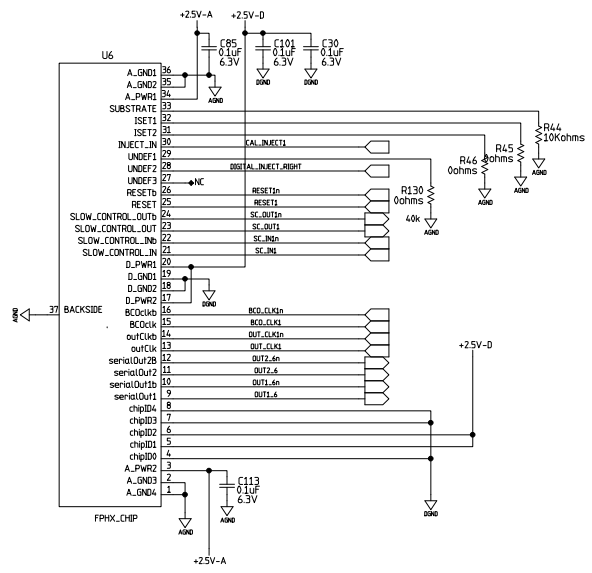 +2.5V-A +2.5V-D
U6
C85 0.1uF 6.3V
C101 0.1uF 6.3V
C30 0.1uF 6.3V
AGND DGND DGND
A_GND1 36
A_GND2 35
A_PWR1 34
SUBSTRATE 33
ISET1 32
ISET2 31
INJECT_IN 30 CAL_INJECT1
UNDEF1 29
UNDEF2 28 DIGITAL_INJECT_RIGHT
UNDEF3 27 NC
RESETb 26 RESET1n
RESET 25 RESET1
SLOW_CONTROL_OUTb 24 SC_OUT1n
SLOW_CONTROL_OUT 23 SC_OUT1
SLOW_CONTROL_INb 22 SC_IN1n
SLOW_CONTROL_IN 21 SC_IN1
R44 10Kohms AGND
R45 0ohms AGND
R46 0ohms AGND
R130 0ohms 40k AGND
D_PWR1 20
D_GND1 19
D_GND2 18
D_PWR2 17
DGND
AGND 37 BACKSIDE
BCOclkb 16 BCO_CLK1n
BCOclk 15 BCO_CLK1
outClkb 14 OUT_CLK1n
outClk 13 OUT_CLK1
serialOut2B 12 OUT2_6n
serialOut2 11 OUT2_6
serialOut1b 10 OUT1_6n
serialOut1 9 OUT1_6
+2.5V-D
chipID4 8
chipID3 7
chipID2 6
chipID1 5
chipID0 4
A_PWR2 3
A_GND3 2
A_GND4 1
C113 0.1uF 6.3V
AGND AGND DGND
FPHX_CHIP
+2.5V-A